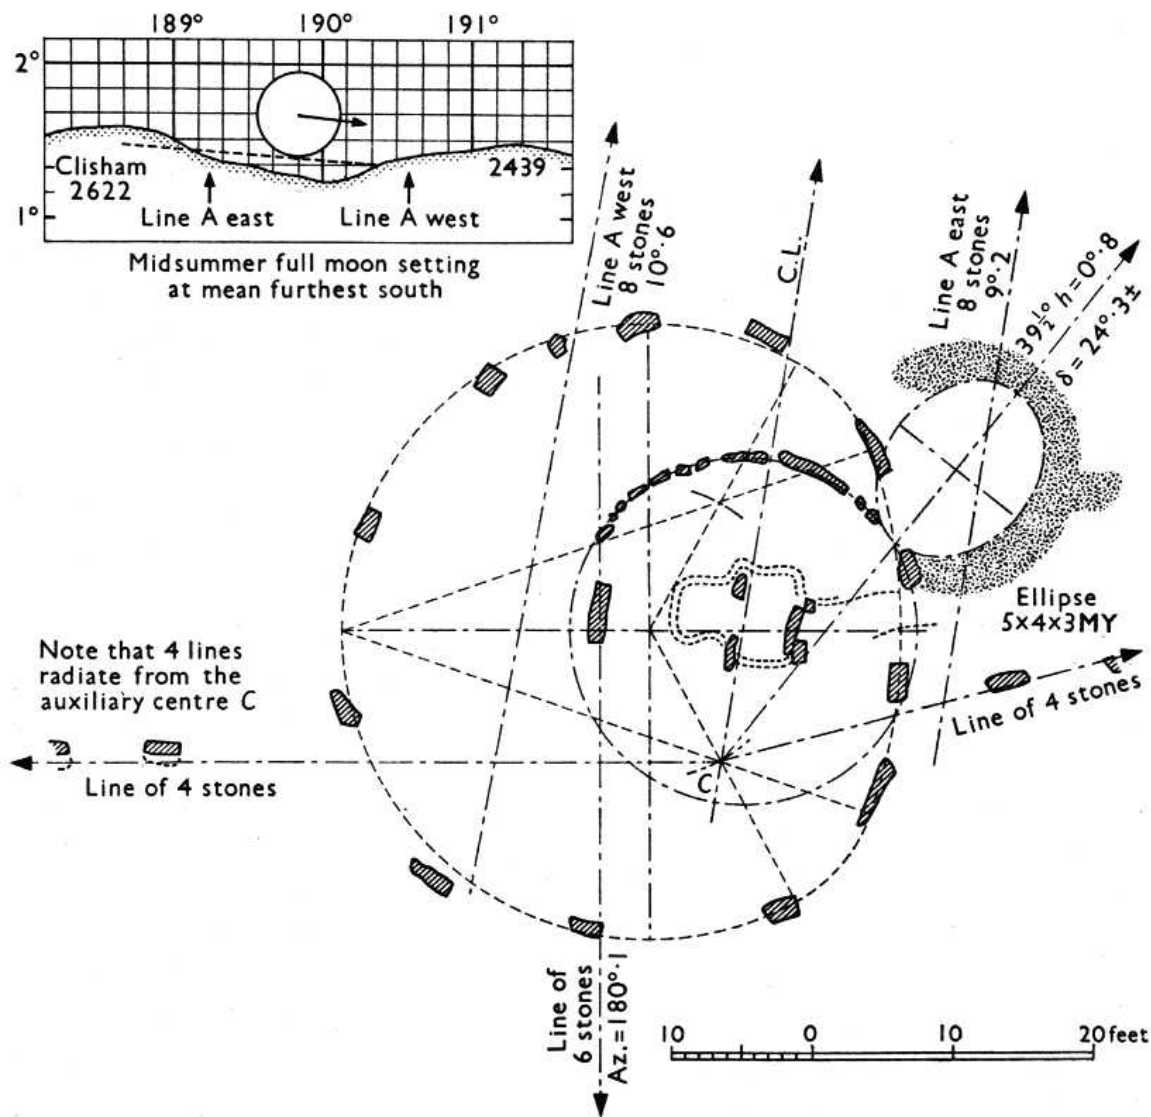 189° 190° 191°
2°
1°
Clisham
2622
2439
Line A east
Line A west
Midsummer full moon setting
at mean furthest south
Line A west
8 stones
10°·6
C.L.
Line A east
8 stones
9°·2
39½° h = 0°·8
δ = 24°·3±
Ellipse
5×4×3MY
Note that 4 lines
radiate from the
auxiliary centre C
Line of 4 stones
Line of 4 stones
C
Line of
6 stones
Az.=180°·1
10 0 10 20 feet